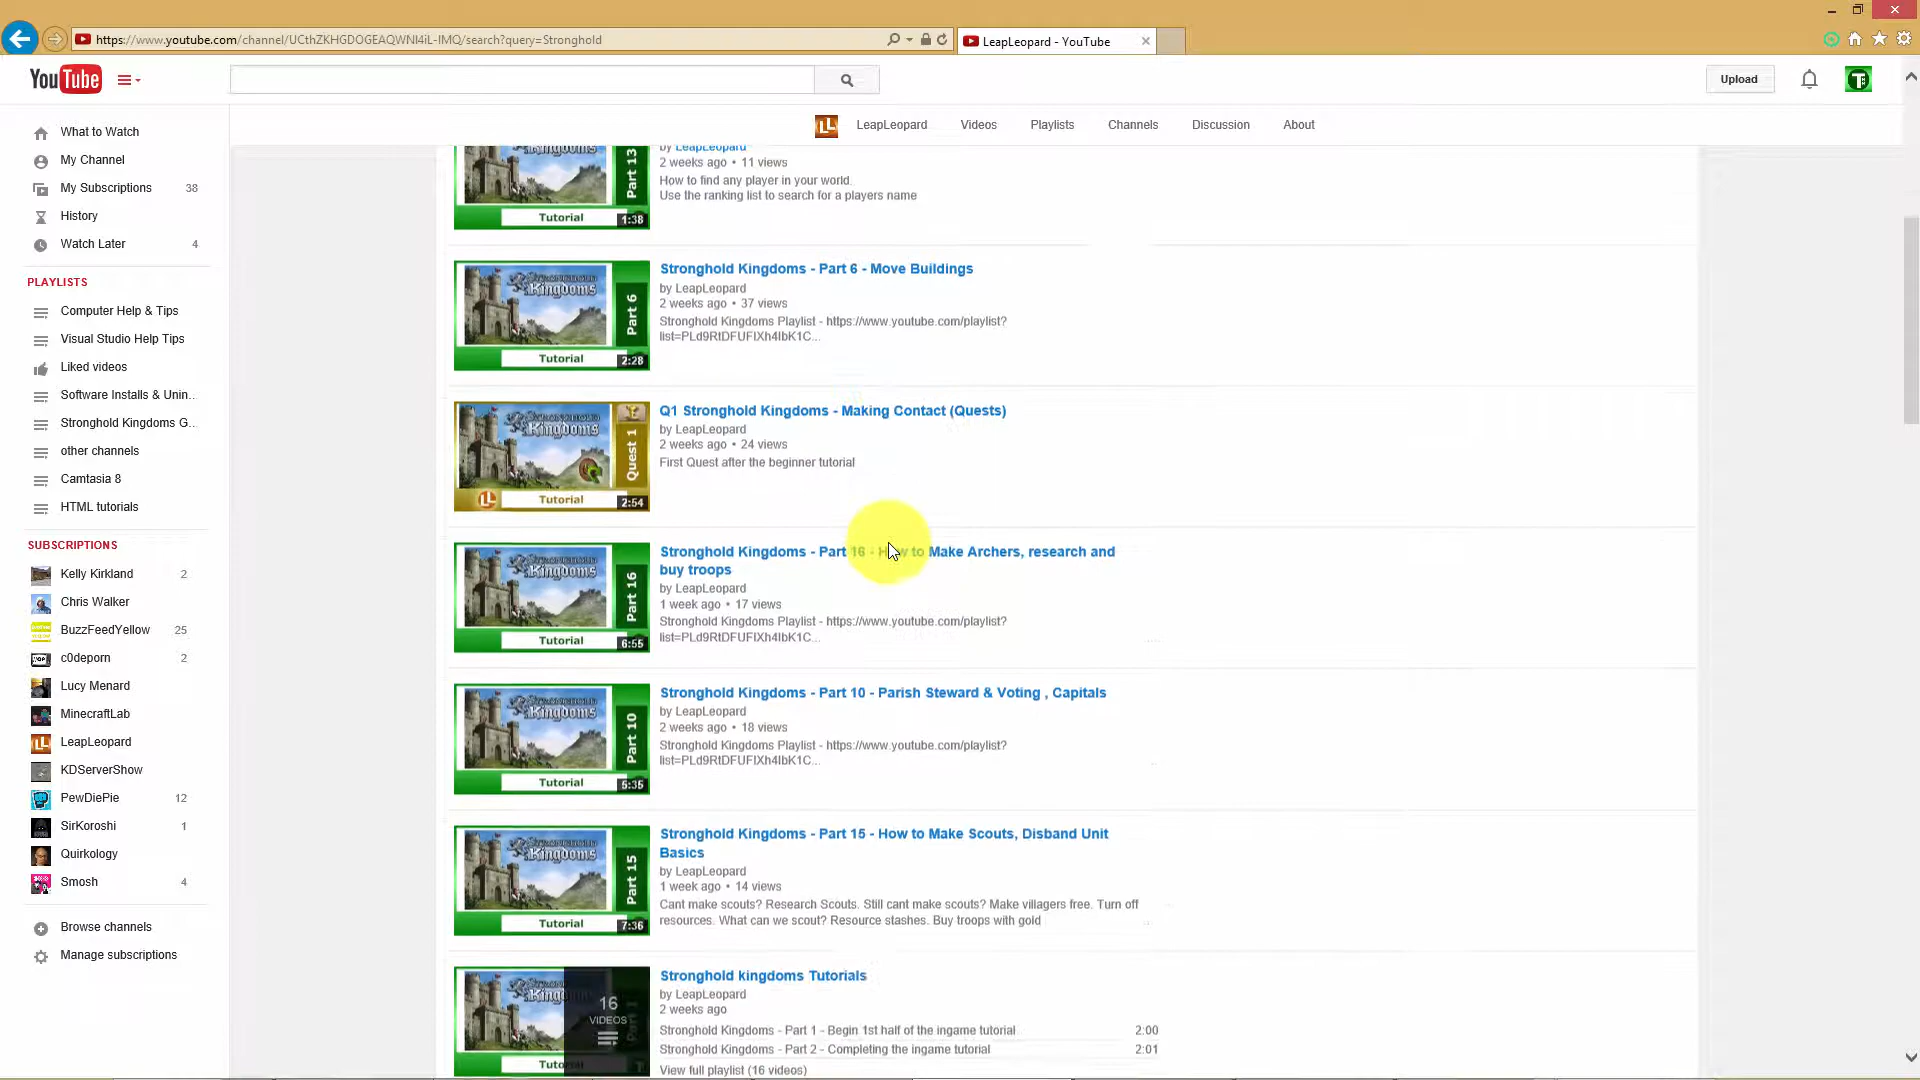 https://www.youtube.com/channel/UCthZKHGDOGEAQWNI4iL-IMQ/search?query=Stronghold
LeapLeopard - YouTube
YouTube
Upload
LeapLeopard Videos Playlists Channels Discussion About
What to Watch
My Channel
My Subscriptions 38
History
Watch Later 4
PLAYLISTS
Computer Help & Tips
Visual Studio Help Tips
Liked videos
Software Installs & Unin...
Stronghold Kingdoms G...
other channels
Camtasia 8
HTML tutorials
SUBSCRIPTIONS
Kelly Kirkland 2
Chris Walker
BuzzFeedYellow 25
c0deporn 2
Lucy Menard
MinecraftLab
LeapLeopard
KDServerShow
PewDiePie 12
SirKoroshi 1
Quirkology
Smosh 4
Browse channels
Manage subscriptions
Kingdoms
Part 13
Tutorial
1:38
by LeapLeopard
2 weeks ago • 11 views
How to find any player in your world.
Use the ranking list to search for a players name
Stronghold Kingdoms
Part 6
Tutorial
2:28
Stronghold Kingdoms - Part 6 - Move Buildings
by LeapLeopard
2 weeks ago • 37 views
Stronghold Kingdoms Playlist - https://www.youtube.com/playlist?
list=PLd9RtDFUFIXh4IbK1C...
Stronghold Kingdoms
Quest 1
Tutorial
2:54
Q1 Stronghold Kingdoms - Making Contact (Quests)
by LeapLeopard
2 weeks ago • 24 views
First Quest after the beginner tutorial
Stronghold Kingdoms
Part 16
Tutorial
6:55
Stronghold Kingdoms - Part 16 - How to Make Archers, research and
buy troops
by LeapLeopard
1 week ago • 17 views
Stronghold Kingdoms Playlist - https://www.youtube.com/playlist?
list=PLd9RtDFUFIXh4IbK1C...
Stronghold Kingdoms
Part 10
Tutorial
5:35
Stronghold Kingdoms - Part 10 - Parish Steward & Voting , Capitals
by LeapLeopard
2 weeks ago • 18 views
Stronghold Kingdoms Playlist - https://www.youtube.com/playlist?
list=PLd9RtDFUFIXh4IbK1C...
Stronghold Kingdoms
Part 15
Tutorial
7:36
Stronghold Kingdoms - Part 15 - How to Make Scouts, Disband Unit
Basics
by LeapLeopard
1 week ago • 14 views
Cant make scouts? Research Scouts. Still cant make scouts? Make villagers free. Turn off
resources. What can we scout? Resource stashes. Buy troops with gold
16
VIDEOS
Stronghold kingdoms Tutorials
by LeapLeopard
2 weeks ago
Stronghold Kingdoms - Part 1 - Begin 1st half of the ingame tutorial 2:00
Stronghold Kingdoms - Part 2 - Completing the ingame tutorial 2:01
View full playlist (16 videos)